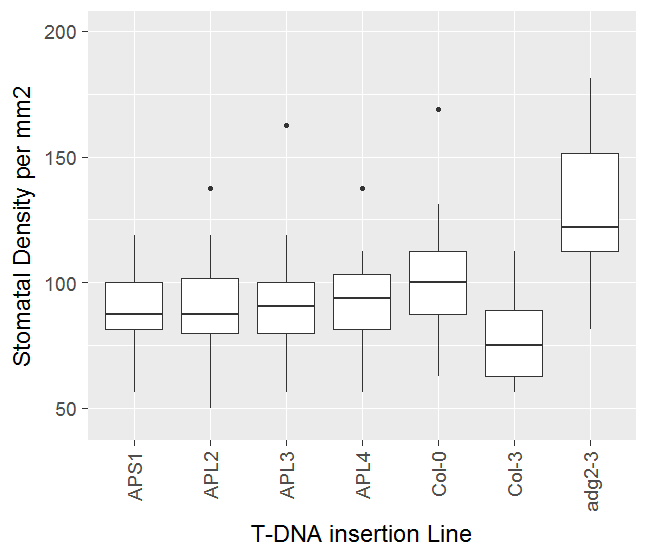 Stomatal Density per mm2
200
150
100
50
APS1
APL2
APL3
APL4
Col-0
Col-3
adg2-3
T-DNA insertion Line